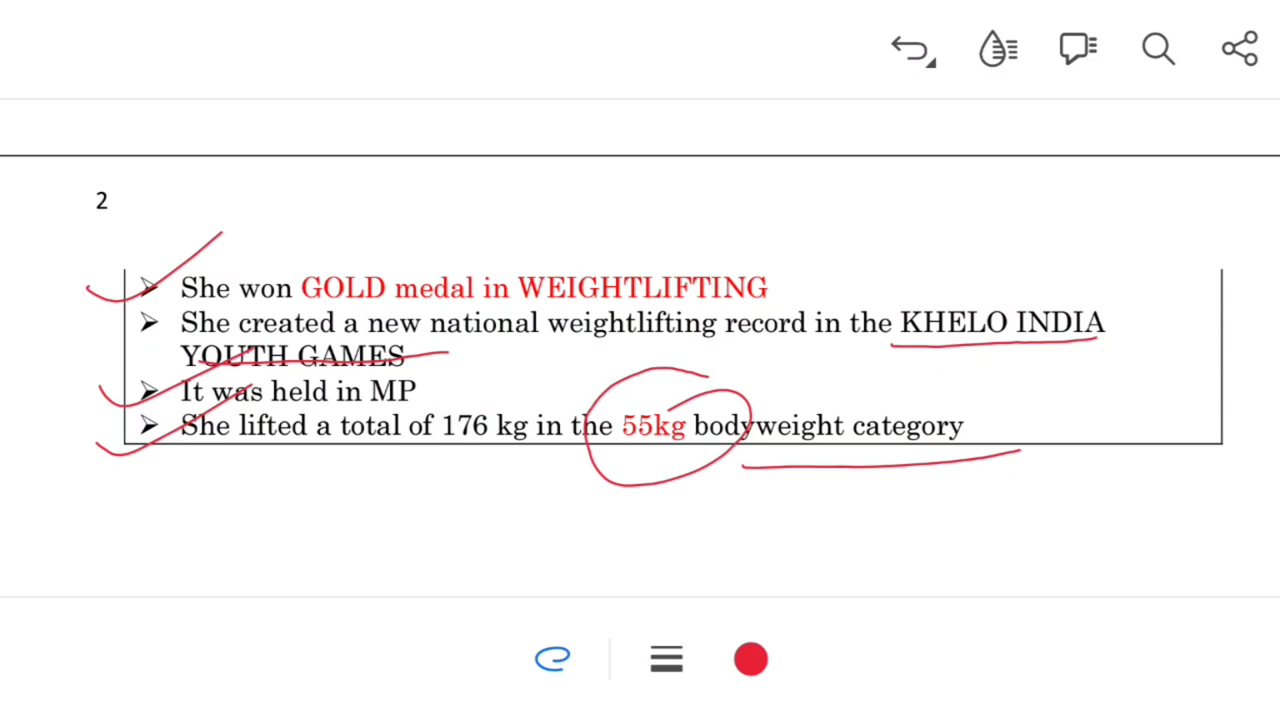 2
➢ She won GOLD medal in WEIGHTLIFTING
➢ She created a new national weightlifting record in the KHELO INDIA
YOUTH GAMES
➢ It was held in MP
➢ She lifted a total of 176 kg in the 55kg bodyweight category